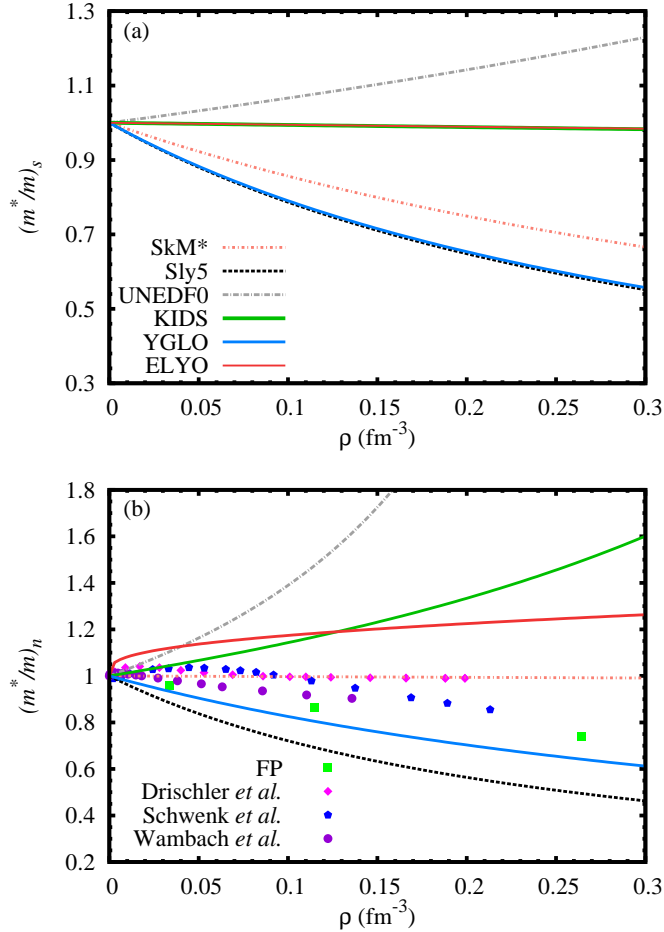 (a)
1.3
1.1
0.9
0.7
0.5
0.3
(m*/m)s
SkM*
Sly5
UNEDF0
KIDS
YGLO
ELYO
0 0.05 0.1 0.15 0.2 0.25 0.3
ρ (fm-3)
(b)
1.8
1.6
1.4
1.2
1
0.8
0.6
0.4
0.2
(m*/m)n
FP
Drischler et al.
Schwenk et al.
Wambach et al.
0 0.05 0.1 0.15 0.2 0.25 0.3
ρ (fm-3)